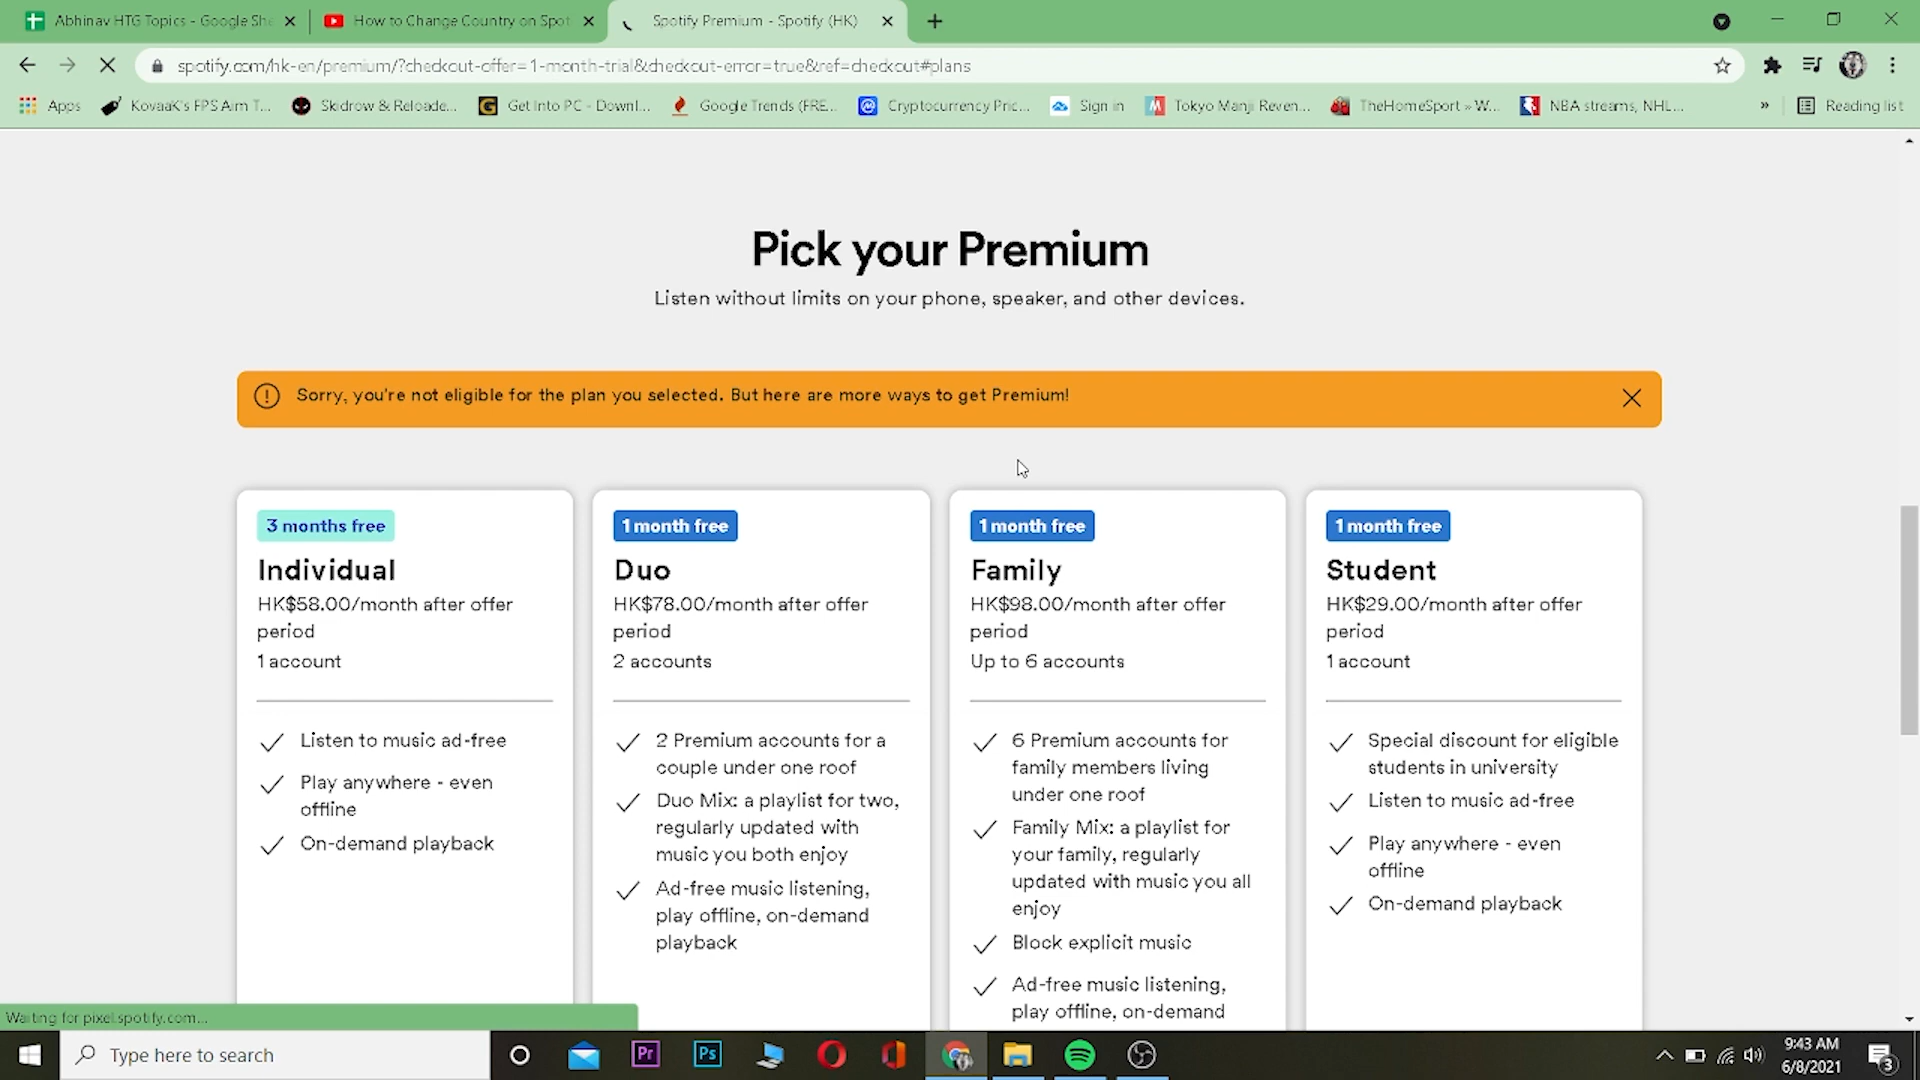 Abhinav HTG Topics - Google She
How to Change Country on Spot
Spotify Premium - Spotify (HK)
spotify.com/hk-en/premium/?checkout-offer=1-month-trial&checkout-error=true&ref=checkout#plans
Apps
KovaaK's FPS Aim T...
Skidrow & Reloade...
Get Into PC - Downl...
Google Trends (FRE...
Cryptocurrency Pric...
Sign in
Tokyo Manji Reven...
TheHomeSport » W...
NBA streams, NHL...
»
Reading list
Pick your Premium
Listen without limits on your phone, speaker, and other devices.
Sorry, you're not eligible for the plan you selected. But here are more ways to get Premium!
3 months free
Individual
HK$58.00/month after offer
period
1 account
Listen to music ad-free
Play anywhere - even
offline
On-demand playback
1 month free
Duo
HK$78.00/month after offer
period
2 accounts
2 Premium accounts for a
couple under one roof
Duo Mix: a playlist for two,
regularly updated with
music you both enjoy
Ad-free music listening,
play offline, on-demand
playback
1 month free
Family
HK$98.00/month after offer
period
Up to 6 accounts
6 Premium accounts for
family members living
under one roof
Family Mix: a playlist for
your family, regularly
updated with music you all
enjoy
Block explicit music
Ad-free music listening,
play offline, on-demand
1 month free
Student
HK$29.00/month after offer
period
1 account
Special discount for eligible
students in university
Listen to music ad-free
Play anywhere - even
offline
On-demand playback
Waiting for pixel.spotify.com...
Type here to search
Pr
Ps
9:43 AM
6/8/2021
3